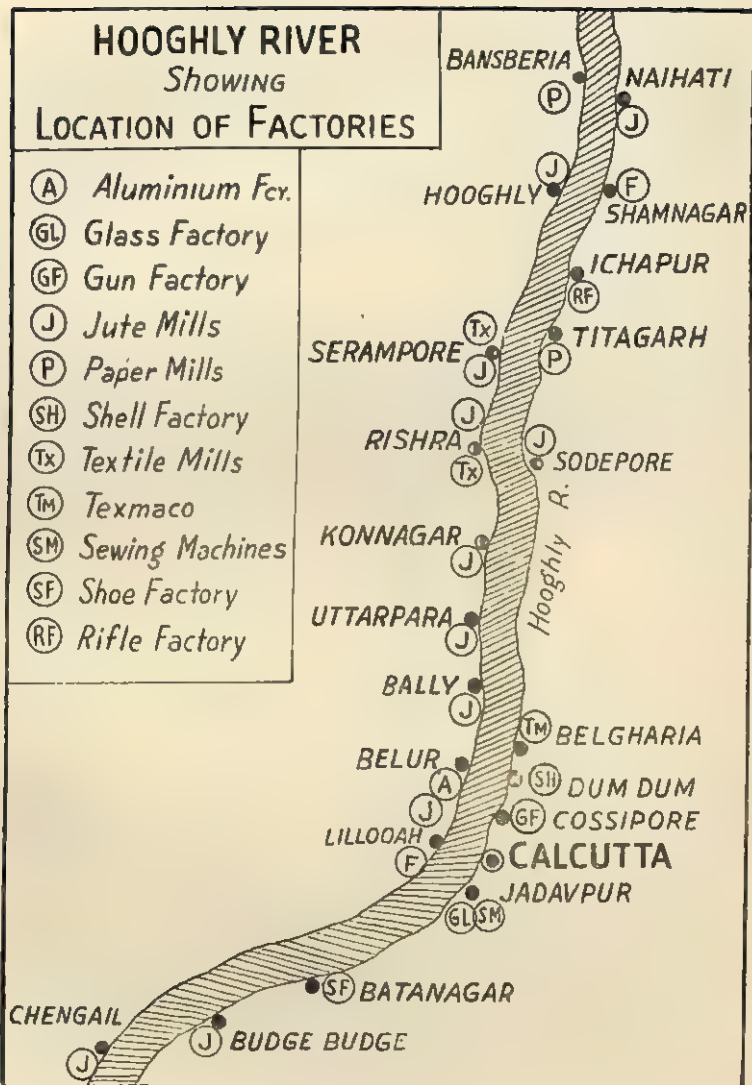 HOOGHLY RIVER
SHOWING
LOCATION OF FACTORIES
A Aluminium FCY.
GL Glass Factory
GF Gun Factory
J Jute Mills
P Paper Mills
SH Shell Factory
Tx Textile Mills
TM Texmaco
SM Sewing Machines
SF Shoe Factory
RF Rifle Factory
BANSBERIA
P
NAIHATI
J
J
HOOGHLY
F
SHAMNAGAR
ICHAPUR
RF
Tx
SERAMPORE
J
TITAGARH
P
J
RISHRA
Tx
J
SODEPORE
Hooghly R.
KONNAGAR
J
UTTARPARA
J
BALLY
J
TM BELGHARIA
BELUR
A
J
SH DUM DUM
GF COSSIPORE
LILLOOAH
F
CALCUTTA
JADAVPUR
GL SM
SF BATANAGAR
CHENGAIL
J
J BUDGE BUDGE